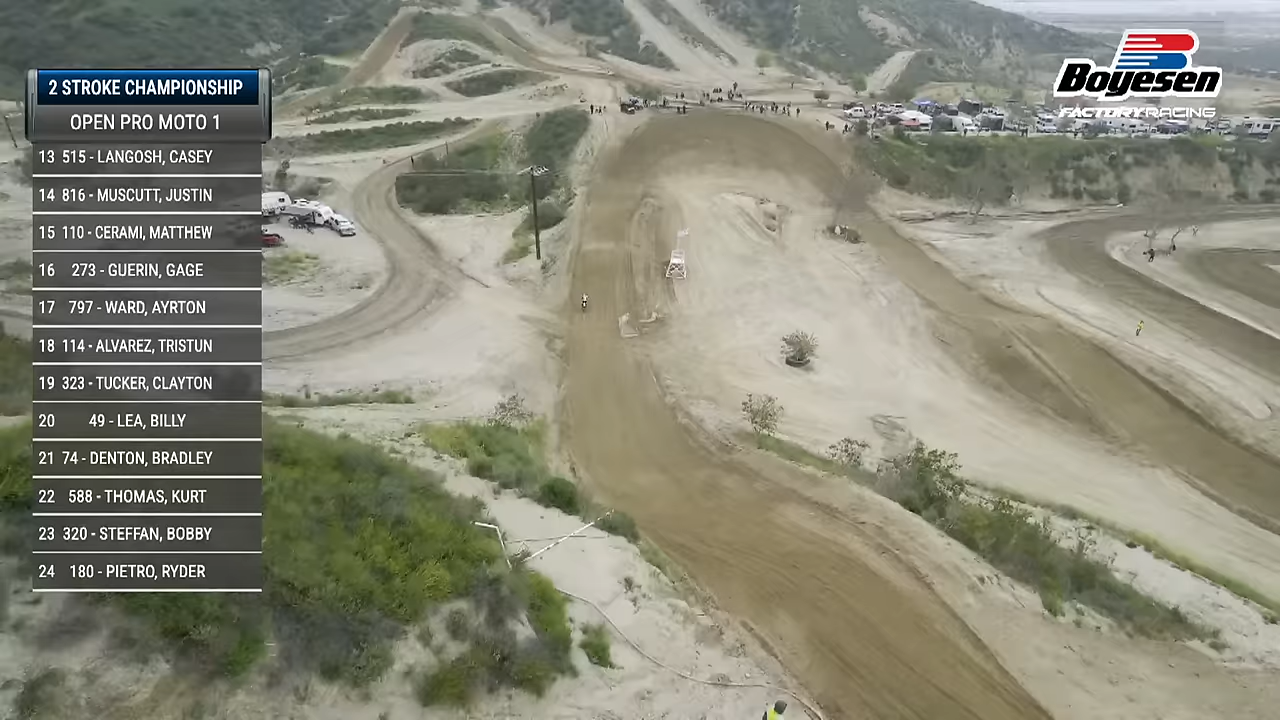 2 STROKE CHAMPIONSHIP
OPEN PRO MOTO 1
13 515 - LANGOSH, CASEY
14 816 - MUSCUTT, JUSTIN
15 110 - CERAMI, MATTHEW
16 273 - GUERIN, GAGE
17 797 - WARD, AYRTON
18 114 - ALVAREZ, TRISTUN
19 323 - TUCKER, CLAYTON
20 49 - LEA, BILLY
21 74 - DENTON, BRADLEY
22 588 - THOMAS, KURT
23 320 - STEFFAN, BOBBY
24 180 - PIETRO, RYDER
Boyesen
FACTORY RACING